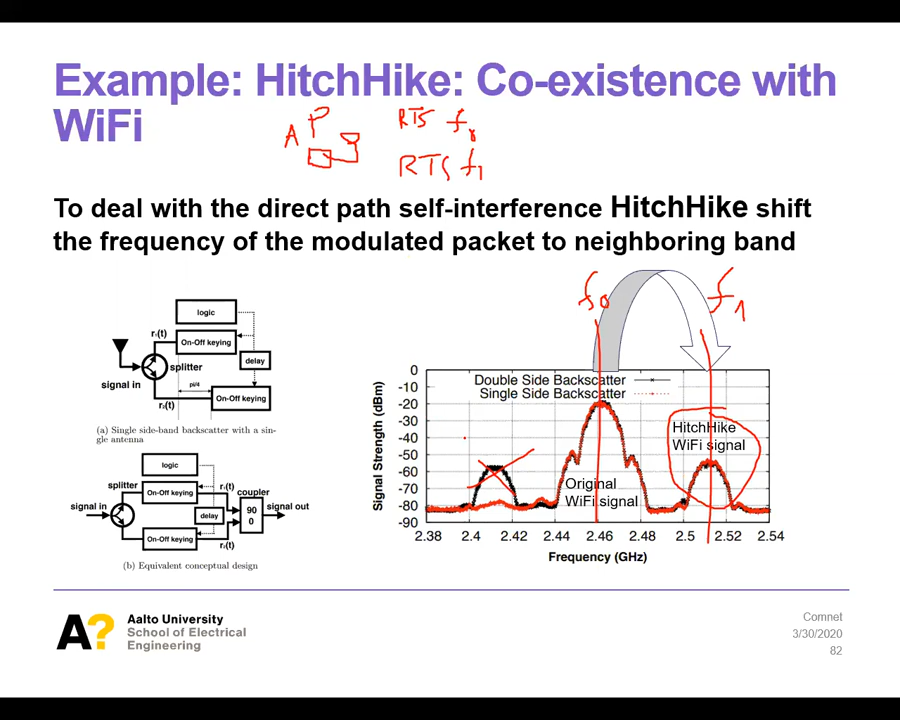 Example: HitchHike: Co-existence with
WiFi
A P
RTS f0
RTS f1
To deal with the direct path self-interference HitchHike shift
the frequency of the modulated packet to neighboring band
logic
r1(t)
On-Off keying
splitter
delay
signal in
pi/4
On-Off keying
r2(t)
(a) Single side-band backscatter with a sin-
gle antenna
logic
splitter
On-Off keying
r1(t)
coupler
signal in
delay
90
0
signal out
On-Off keying
r2(t)
(b) Equivalent conceptual design
f0
f1
Signal Strength (dBm)
0
-10
-20
-30
-40
-50
-60
-70
-80
-90
Double Side Backscatter
Single Side Backscatter
HitchHike
WiFi signal
Original
WiFi signal
2.38 2.4 2.42 2.44 2.46 2.48 2.5 2.52 2.54
Frequency (GHz)
A?
Aalto University
School of Electrical
Engineering
Comnet
3/30/2020
82